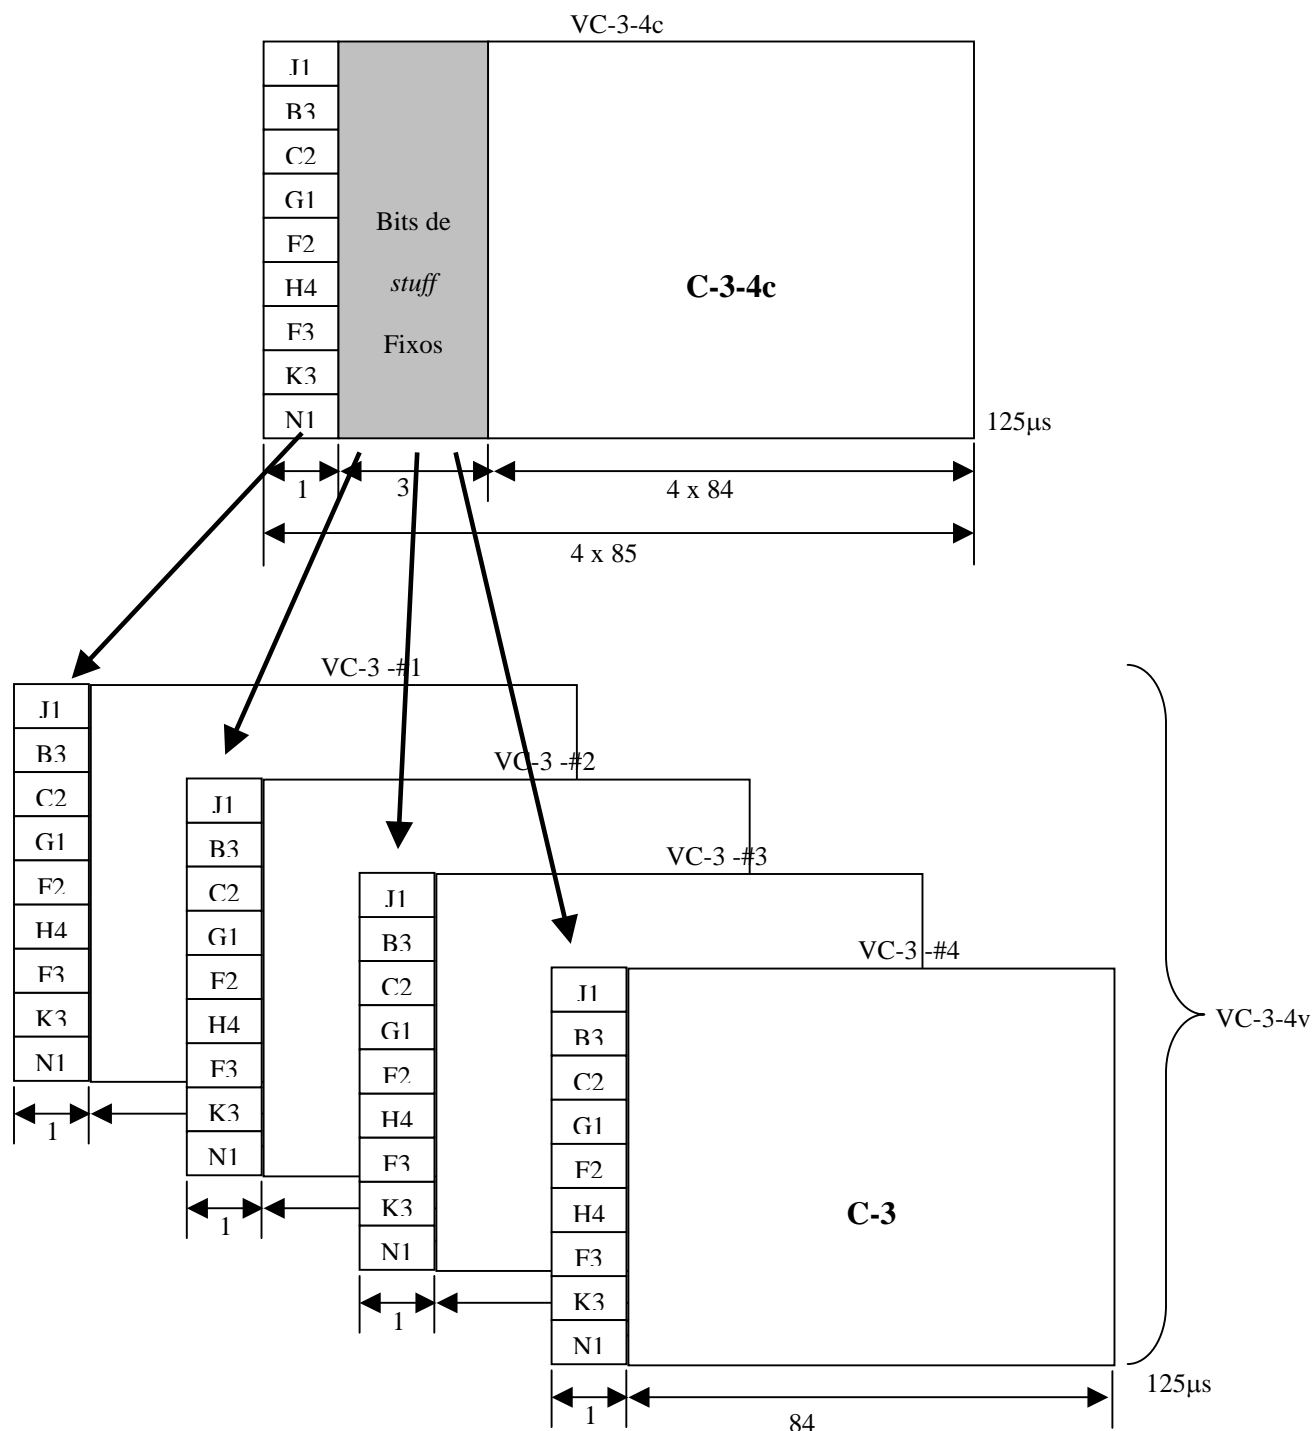 VC-3-4c
J1
B3
C2
G1
F2
H4
F3
K3
N1
Bits de
stuff
Fixos
C-3-4c
125μs
1
3
4 x 84
4 x 85
VC-3 -#1
J1
B3
C2
G1
F2
H4
F3
K3
N1
1
VC-3 -#2
J1
B3
C2
G1
F2
H4
F3
K3
N1
1
VC-3 -#3
J1
B3
C2
G1
F2
H4
F3
K3
N1
1
VC-3 -#4
J1
B3
C2
G1
F2
H4
F3
K3
N1
C-3
VC-3-4v
125μs
1
84